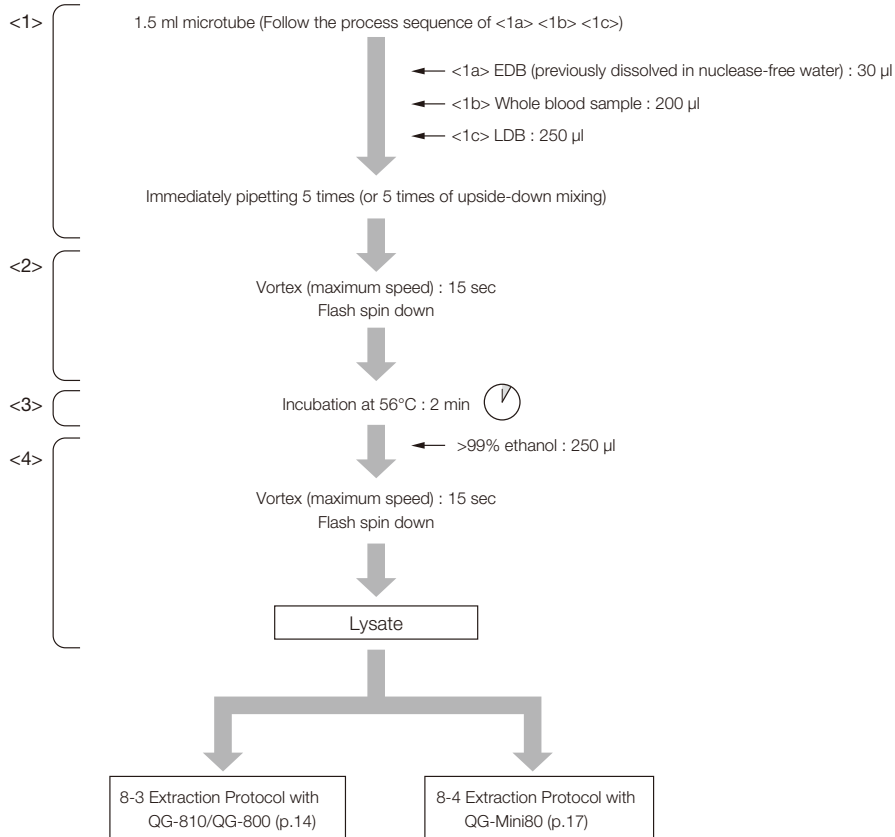 <1>
1.5 ml microtube (Follow the process sequence of <1a> <1b> <1c>)
<1a> EDB (previously dissolved in nuclease-free water) : 30 µl
<1b> Whole blood sample : 200 µl
<1c> LDB : 250 µl
Immediately pipetting 5 times (or 5 times of upside-down mixing)
<2>
Vortex (maximum speed) : 15 sec
Flash spin down
<3>
Incubation at 56°C : 2 min
<4>
>99% ethanol : 250 µl
Vortex (maximum speed) : 15 sec
Flash spin down
Lysate
8-3 Extraction Protocol with
QG-810/QG-800 (p.14)
8-4 Extraction Protocol with
QG-Mini80 (p.17)